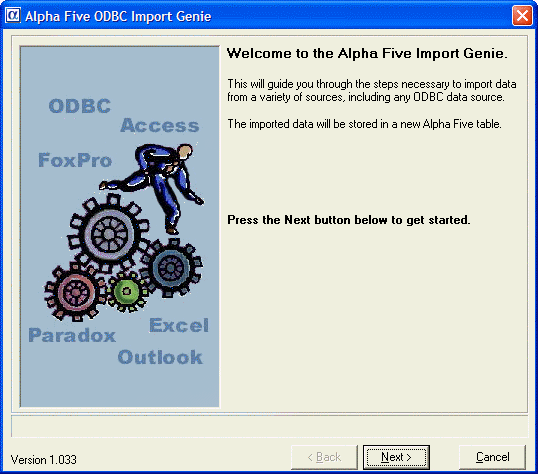 α Alpha Five ODBC Import Genie
Welcome to the Alpha Five Import Genie.
This will guide you through the steps necessary to import data
from a variety of sources, including any ODBC data source.
The imported data will be stored in a new Alpha Five table.
Press the Next button below to get started.
ODBC
Access
FoxPro
Paradox
Excel
Outlook
Version 1.033
< Back
Next >
Cancel